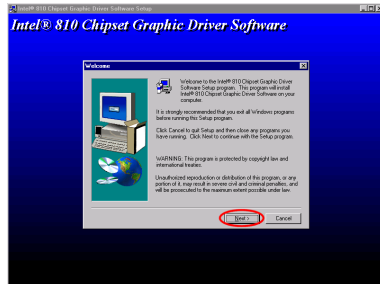 Intel® 810 Chipset Graphic Driver Software Setup
Intel® 810 Chipset Graphic Driver Software
Welcome
Welcome to the Intel® 810 Chipset Graphic Driver
Software Setup program. This program will install
Intel® 810 Chipset Graphic Driver Software on your
computer.
It is strongly recommended that you exit all Windows programs
before running this Setup program.
Click Cancel to quit Setup and then close any programs you
have running. Click Next to continue with the Setup program.
WARNING: This program is protected by copyright law and
international treaties.
Unauthorized reproduction or distribution of this program, or any
portion of it, may result in severe civil and criminal penalties, and
will be prosecuted to the maximum extent possible under law.
Next >
Cancel